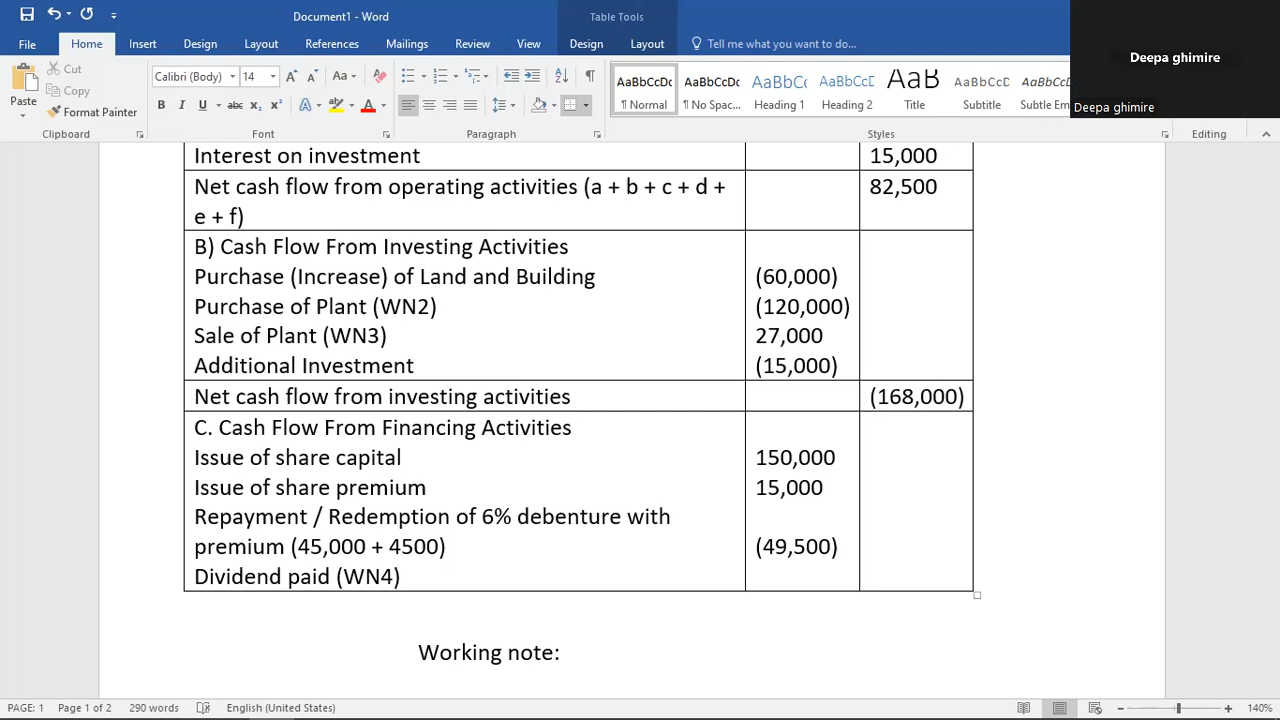 Document1 - Word
Table Tools
File Home Insert Design Layout References Mailings Review View Design Layout Tell me what you want to do...
Deepa ghimire
Deepa ghimire
Paste
Cut
Copy
Format Painter
Clipboard
Calibri (Body) 14
Font
Paragraph
AaBbCcDc AaBbCcDc AaBbCc AaBbCcC AaB AaBbCcD AaBbCcD
¶ Normal ¶ No Spac... Heading 1 Heading 2 Title Subtitle Subtle Em
Styles
Editing
Interest on investment 15,000
Net cash flow from operating activities (a + b + c + d + 82,500
e + f)
B) Cash Flow From Investing Activities
Purchase (Increase) of Land and Building (60,000)
Purchase of Plant (WN2) (120,000)
Sale of Plant (WN3) 27,000
Additional Investment (15,000)
Net cash flow from investing activities (168,000)
C. Cash Flow From Financing Activities
Issue of share capital 150,000
Issue of share premium 15,000
Repayment / Redemption of 6% debenture with
premium (45,000 + 4500) (49,500)
Dividend paid (WN4)
Working note:
PAGE: 1 Page 1 of 2 290 words English (United States) 140%